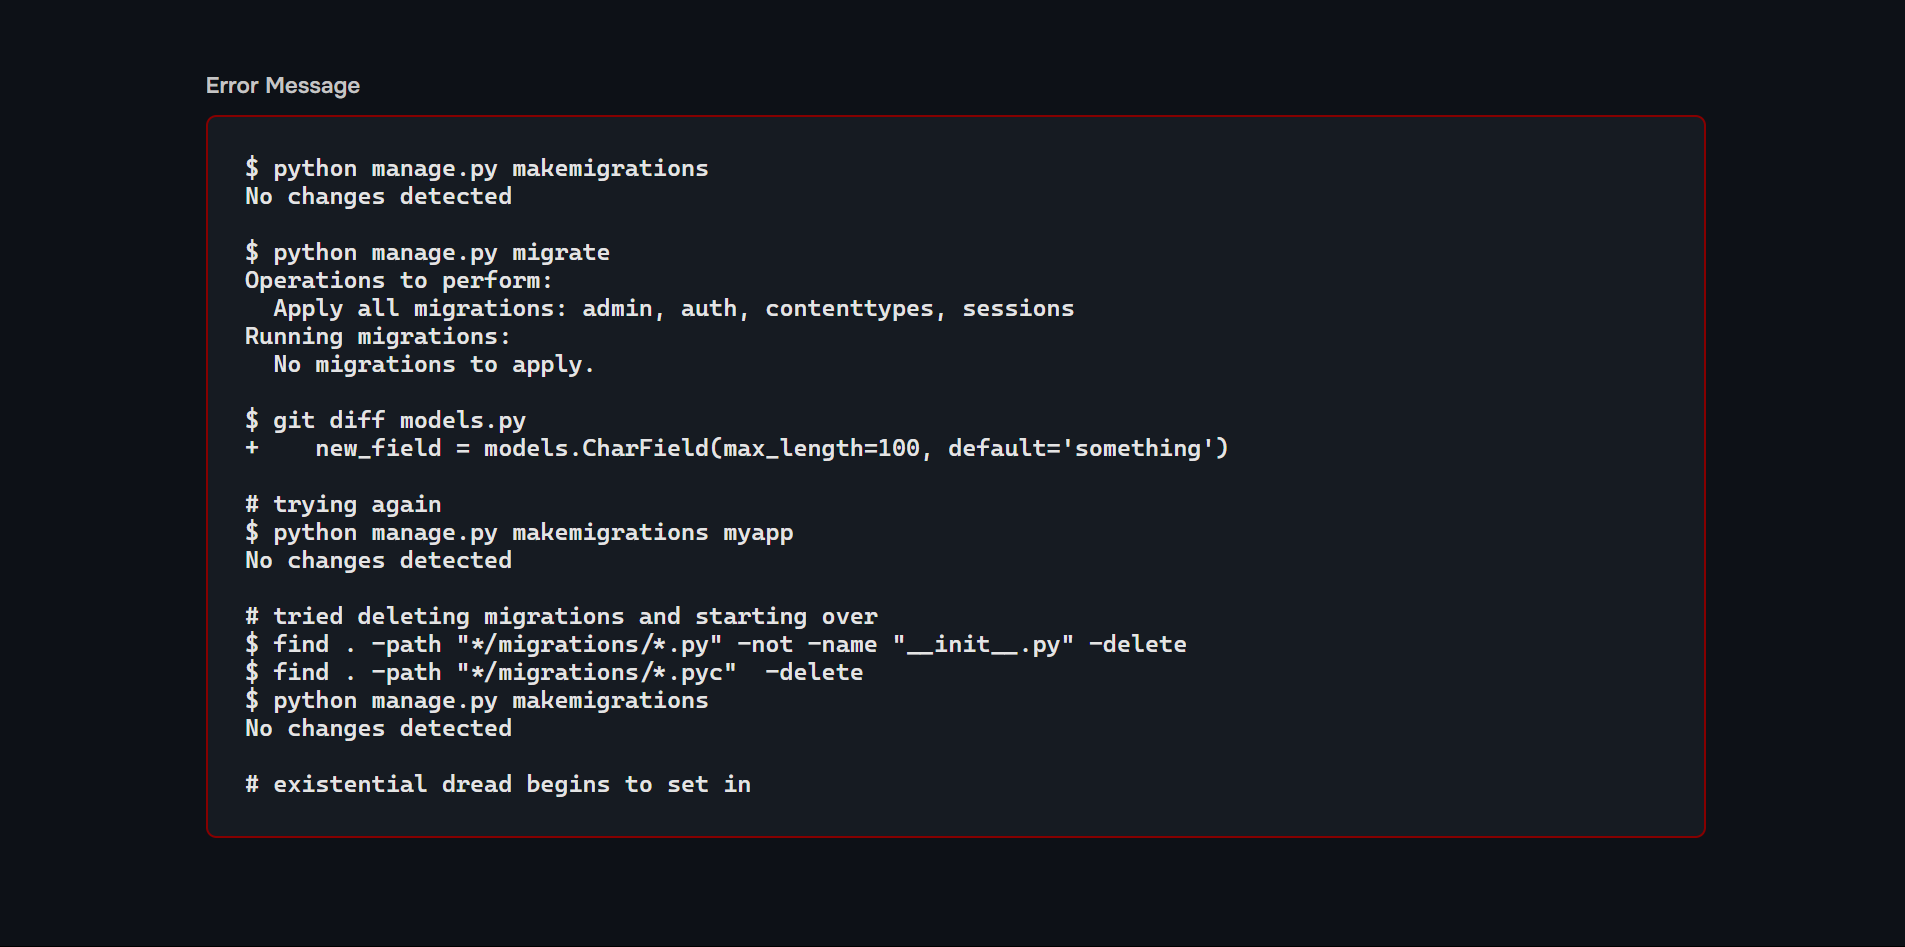 Error Message
$ python manage.py makemigrations
No changes detected
$ python manage.py migrate
Operations to perform:
  Apply all migrations: admin, auth, contenttypes, sessions
Running migrations:
  No migrations to apply.
$ git diff models.py
+    new_field = models.CharField(max_length=100, default='something')
# trying again
$ python manage.py makemigrations myapp
No changes detected
# tried deleting migrations and starting over
$ find . -path "*/migrations/*.py" -not -name "__init__.py" -delete
$ find . -path "*/migrations/*.pyc"  -delete
$ python manage.py makemigrations
No changes detected
# existential dread begins to set in